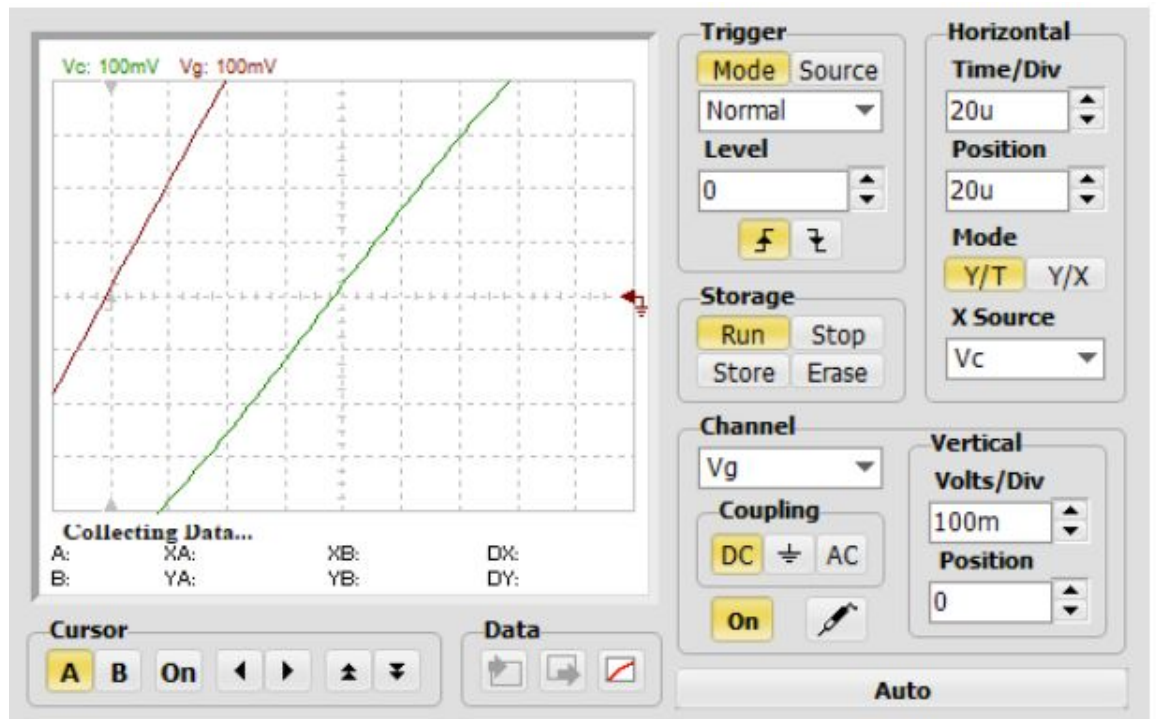 Vc: 100mV Vg: 100mV
Collecting Data...
A: XA: XB: DX:
B: YA: YB: DY:
Cursor
A B On
Data
Trigger
Mode Source
Normal
Level
0
Storage
Run Stop
Store Erase
Horizontal
Time/Div
20u
Position
20u
Mode
Y/T Y/X
X Source
Vc
Channel
Vg
Coupling
DC AC
On
Vertical
Volts/Div
100m
Position
0
Auto